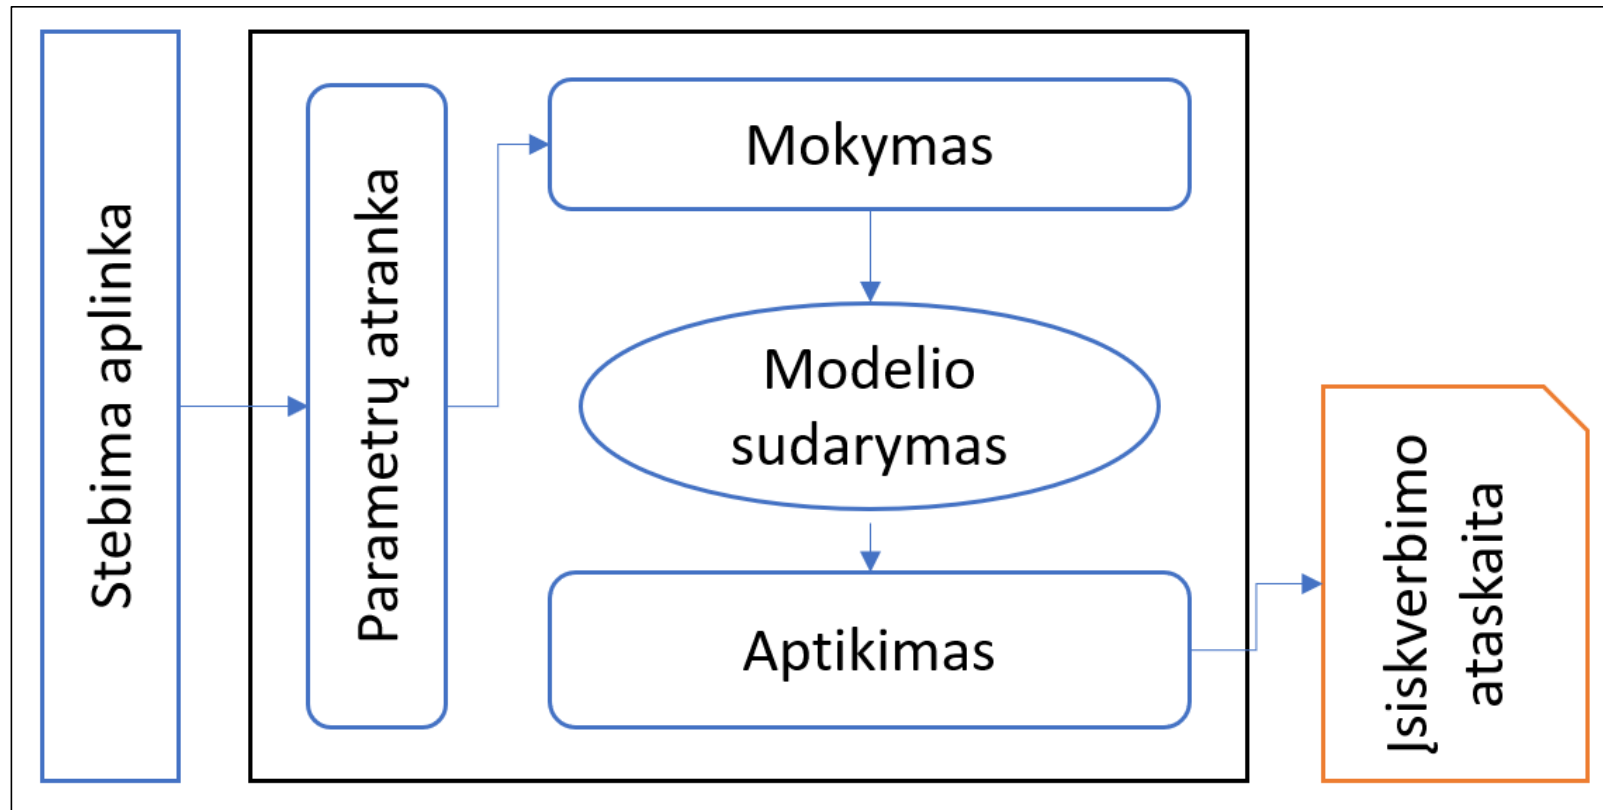 Stebima aplinka
Parametrų atranka
Mokymas
Modelio
sudarymas
Aptikimas
Įsiskverbimo
ataskaita